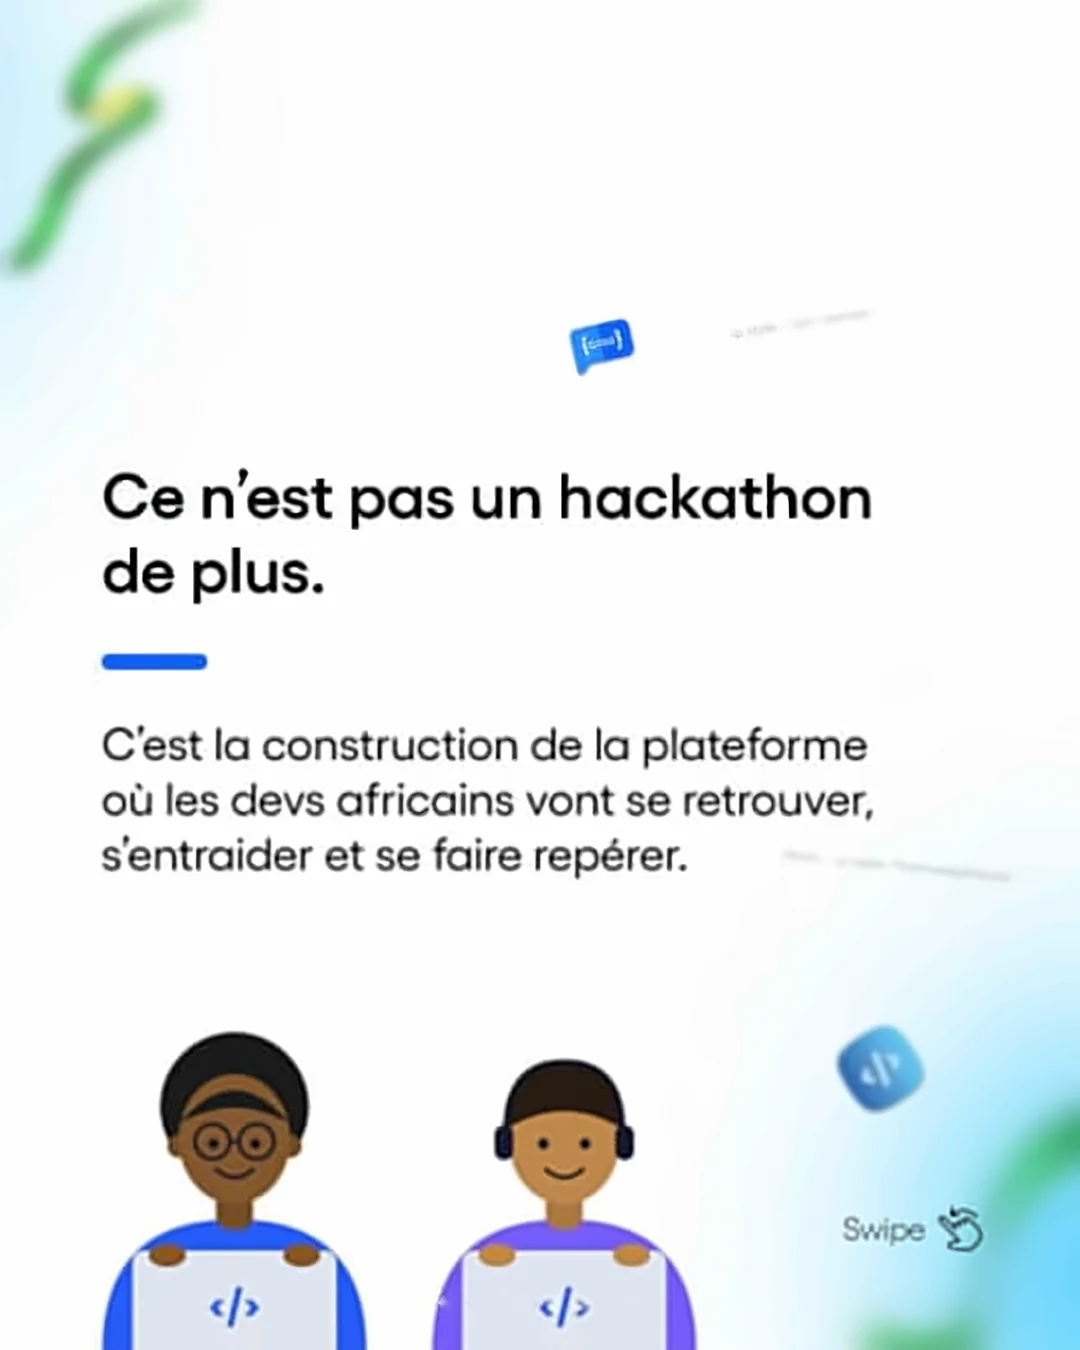 Ce n’est pas un hackathon
de plus.
C’est la construction de la plateforme
où les devs africains vont se retrouver,
s’entraider et se faire repérer.
</>
</>
</>
Swipe